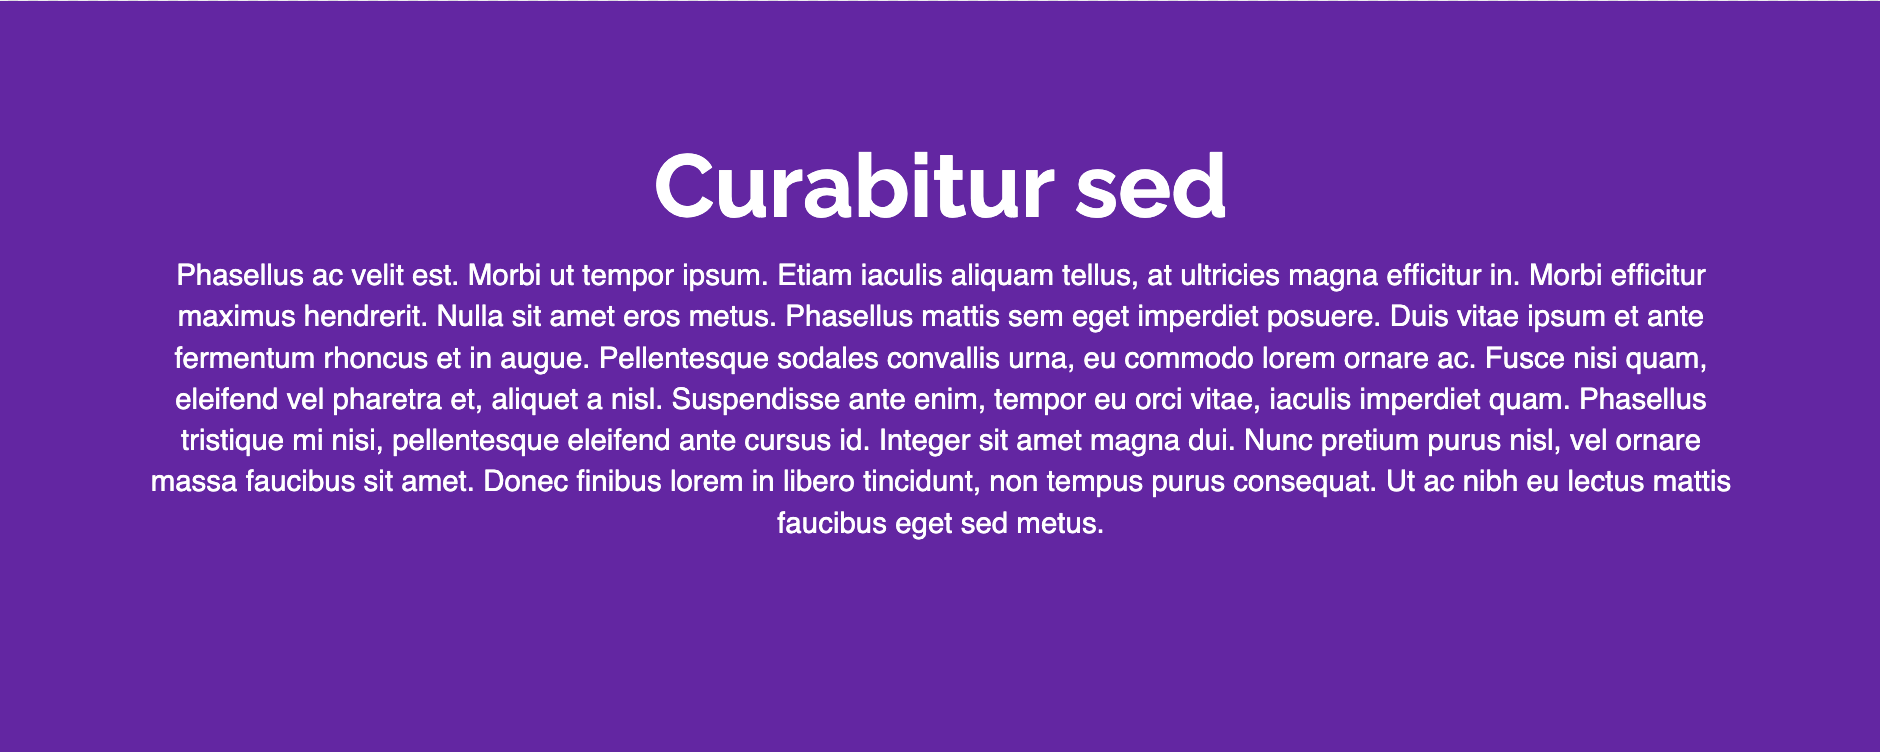 Curabitur sed
Phasellus ac velit est. Morbi ut tempor ipsum. Etiam iaculis aliquam tellus, at ultricies magna efficitur in. Morbi efficitur
maximus hendrerit. Nulla sit amet eros metus. Phasellus mattis sem eget imperdiet posuere. Duis vitae ipsum et ante
fermentum rhoncus et in augue. Pellentesque sodales convallis urna, eu commodo lorem ornare ac. Fusce nisi quam,
eleifend vel pharetra et, aliquet a nisl. Suspendisse ante enim, tempor eu orci vitae, iaculis imperdiet quam. Phasellus
tristique mi nisi, pellentesque eleifend ante cursus id. Integer sit amet magna dui. Nunc pretium purus nisl, vel ornare
massa faucibus sit amet. Donec finibus lorem in libero tincidunt, non tempus purus consequat. Ut ac nibh eu lectus mattis
faucibus eget sed metus.